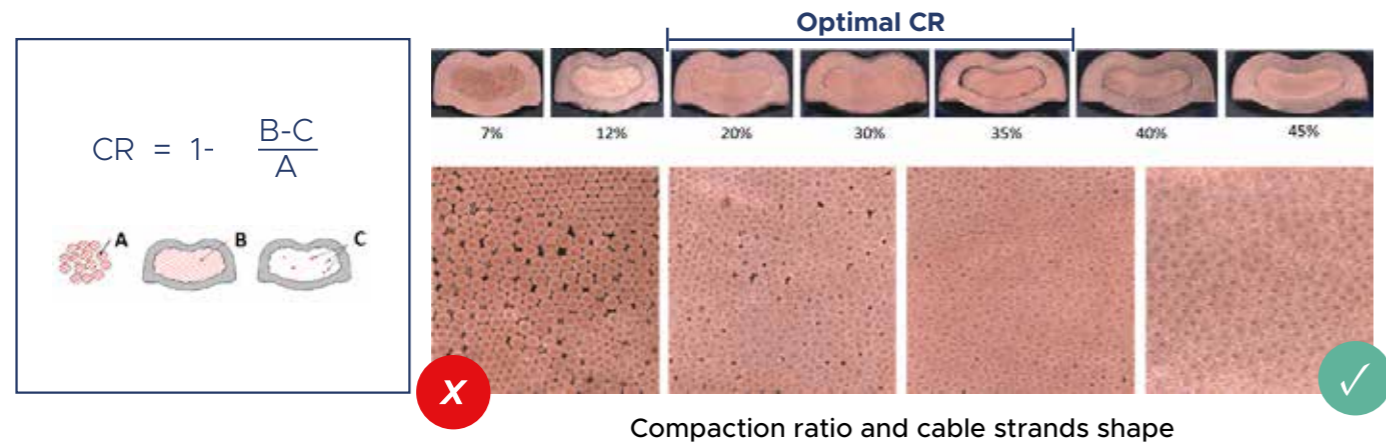 Optimal CR
CR = 1- B-C
A
A B C
7% 12% 20% 30% 35% 40% 45%
X ✓
Compaction ratio and cable strands shape